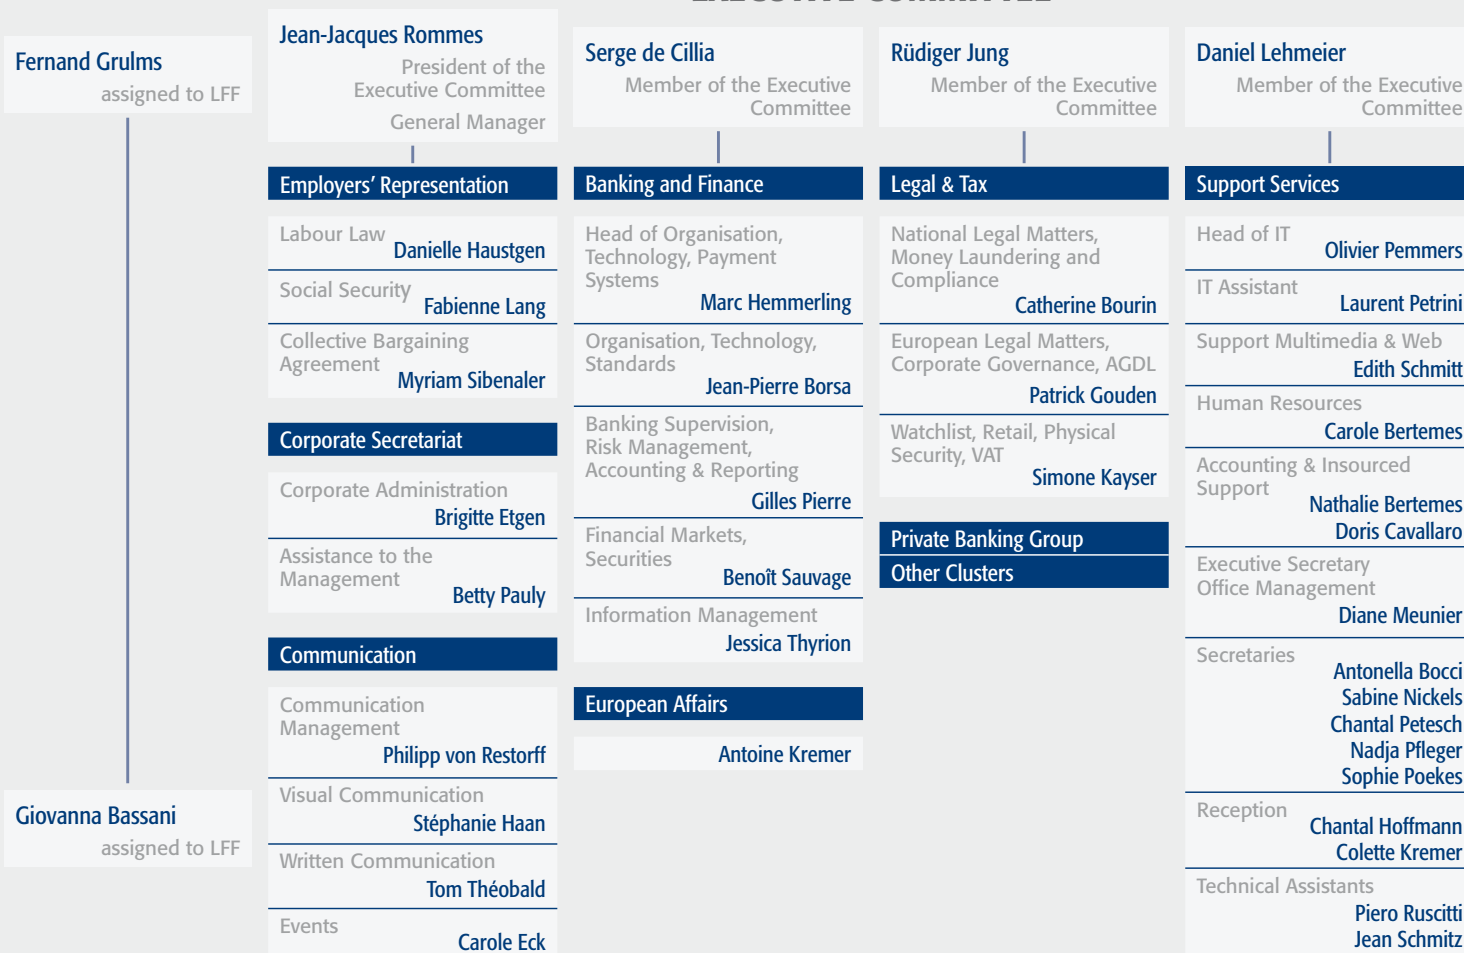 EXECUTIVE COMMITTEE
Fernand Grulms
assigned to LFF
Giovanna Bassani
assigned to LFF
Jean-Jacques Rommes
President of the
Executive Committee
General Manager
Employers' Representation
Labour Law
Danielle Haustgen
Social Security
Fabienne Lang
Collective Bargaining
Agreement
Myriam Sibenaler
Corporate Secretariat
Corporate Administration
Brigitte Etgen
Assistance to the
Management
Betty Pauly
Communication
Communication
Management
Philipp von Restorff
Visual Communication
Stéphanie Haan
Written Communication
Tom Théobald
Events
Carole Eck
Serge de Cillia
Member of the Executive
Committee
Banking and Finance
Head of Organisation,
Technology, Payment
Systems
Marc Hemmerling
Organisation, Technology,
Standards
Jean-Pierre Borsa
Banking Supervision,
Risk Management,
Accounting & Reporting
Gilles Pierre
Financial Markets,
Securities
Benoît Sauvage
Information Management
Jessica Thyrion
European Affairs
Antoine Kremer
Rüdiger Jung
Member of the Executive
Committee
Legal & Tax
National Legal Matters,
Money Laundering and
Compliance
Catherine Bourin
European Legal Matters,
Corporate Governance, AGDL
Patrick Gouden
Watchlist, Retail, Physical
Security, VAT
Simone Kayser
Private Banking Group
Other Clusters
Daniel Lehmeier
Member of the Executive
Committee
Support Services
Head of IT
Olivier Pemmers
IT Assistant
Laurent Petrini
Support Multimedia & Web
Edith Schmitt
Human Resources
Carole Bertemes
Accounting & Insourced
Support
Nathalie Bertemes
Doris Cavallaro
Executive Secretary
Office Management
Diane Meunier
Secretaries
Antonella Bocci
Sabine Nickels
Chantal Petesch
Nadja Pfleger
Sophie Poekes
Reception
Chantal Hoffmann
Colette Kremer
Technical Assistants
Piero Ruscitti
Jean Schmitz